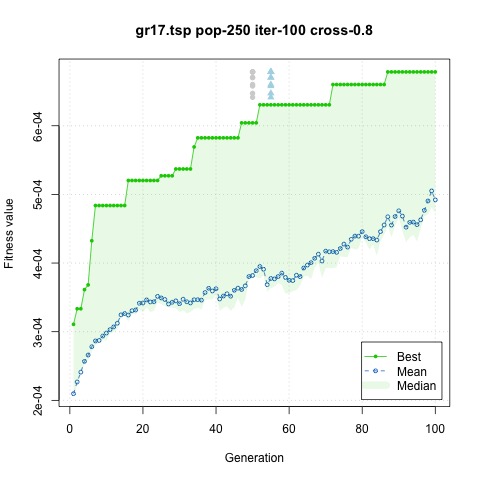 gr17.tsp pop-250 iter-100 cross-0.8
Fitness value
6e-04
5e-04
4e-04
3e-04
2e-04
Best
Mean
Median
0 20 40 60 80 100
Generation